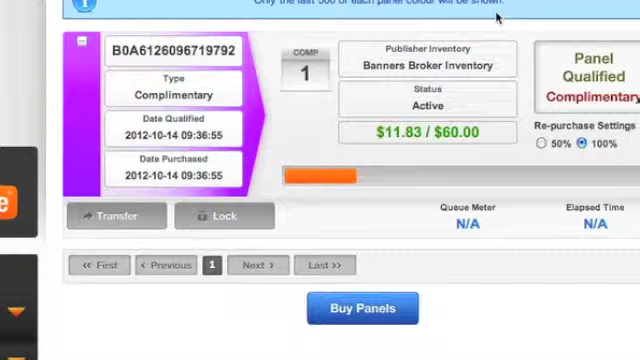 Only the last 500 of each panel colour will be shown.
B0A6126096719792
Type
Complimentary
Date Qualified
2012-10-14 09:36:55
Date Purchased
2012-10-14 09:36:55
COMP
1
Publisher Inventory
Banners Broker Inventory
Status
Active
$11.83 / $60.00
Panel
Qualified
Complimentary
Re-purchase Settings
50% 100%
Queue Meter
N/A
Elapsed Time
N/A
Transfer
Lock
<< First
< Previous
1
Next >
Last >>
Buy Panels
e